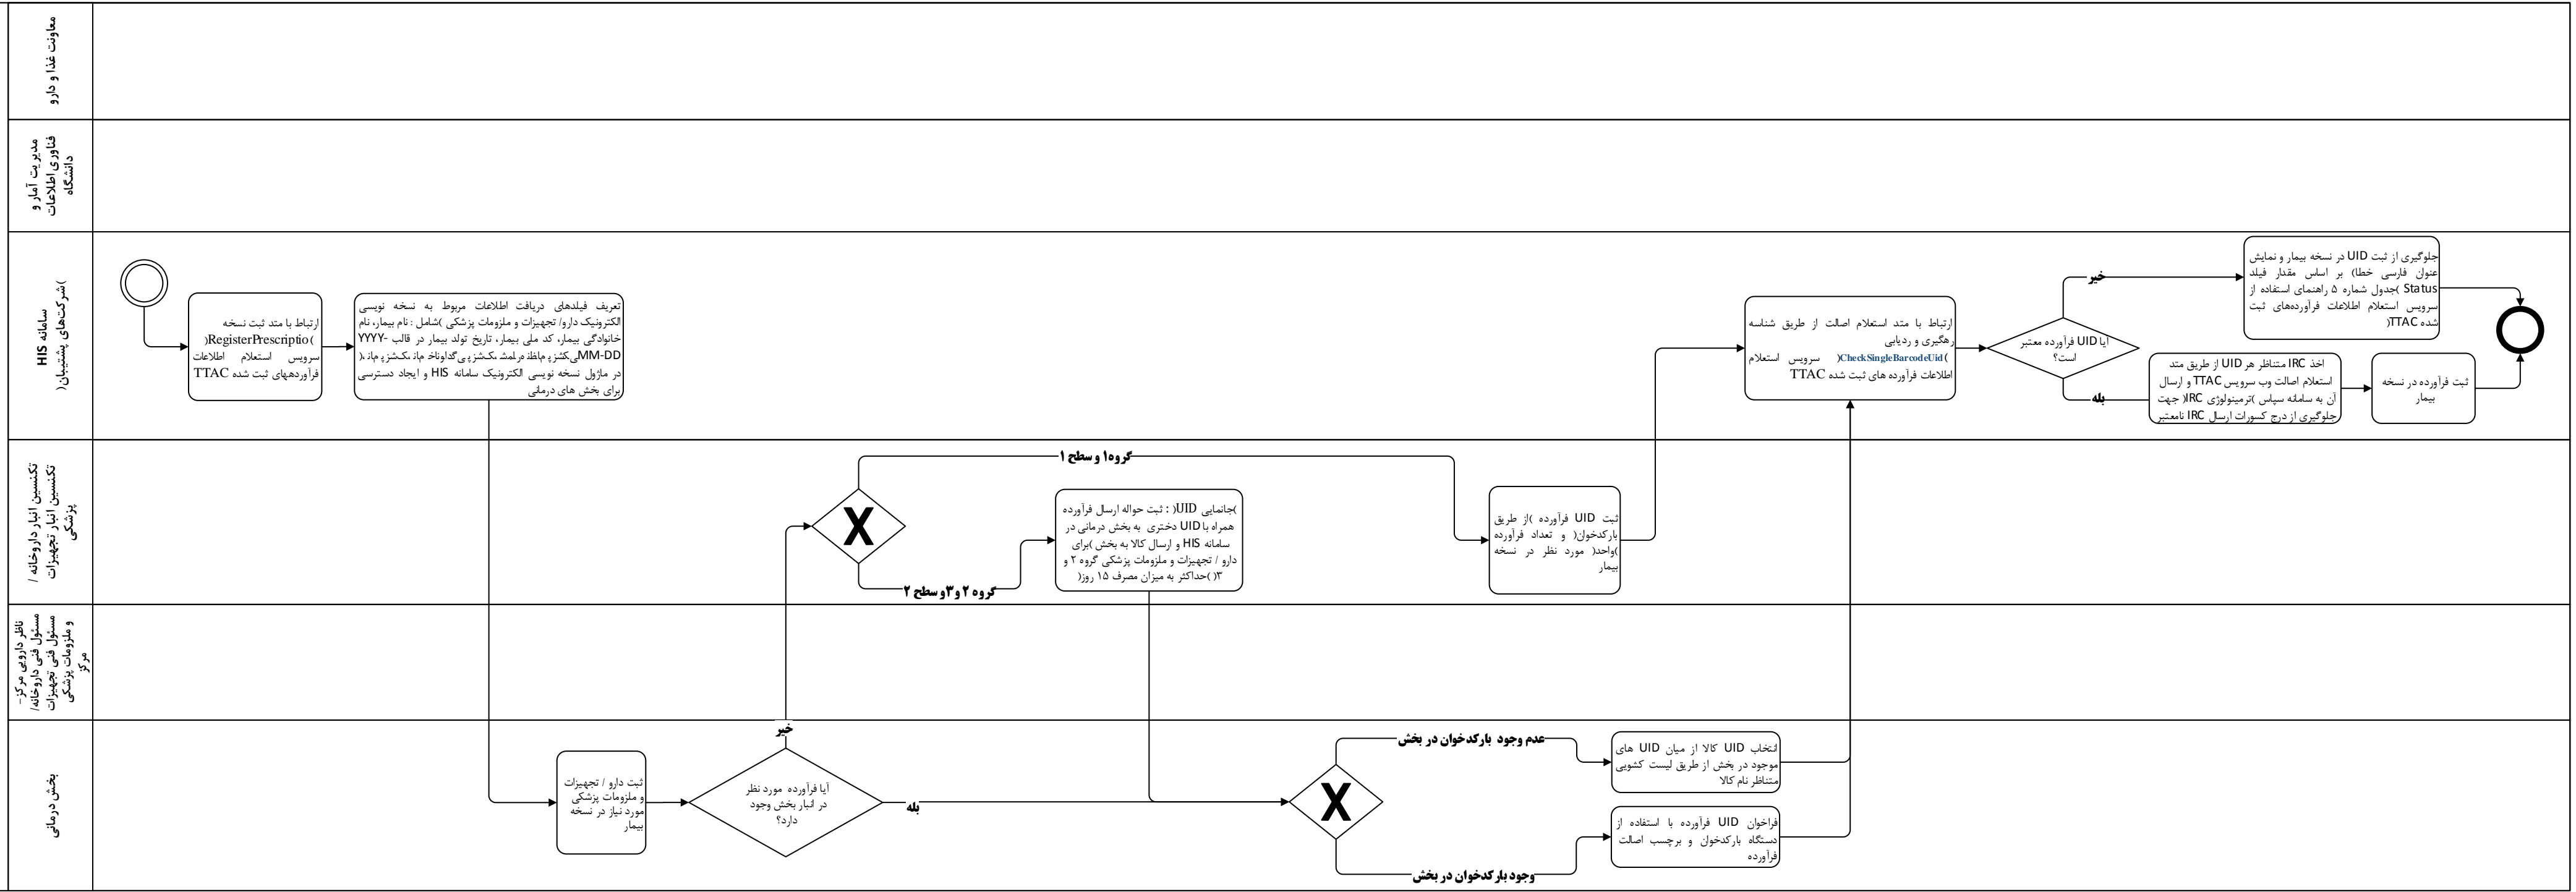 معاونت غذا و دارو
مدیریت آمار و
فناوری اطلاعات
دانشگاه
سامانه HIS
)شرکت‌های پشتیبان(
ارتباط با متد ثبت نسخه
)RegisterPrescriptio(
سرویس استعلام اطلاعات
فرآوردههای ثبت شده TTAC
تعریف فیلدهای دریافت اطلاعات مربوط به نسخه نویسی
الکترونیک دارو/ تجهیزات و ملزومات پزشکی )شامل : نام بیمار، نام
خانوادگی بیمار، کد ملی بیمار، تاریخ تولد بیمار در قالب YYYY-
MM-DD
در ماژول نسخه نویسی الکترونیک سامانه HIS و ایجاد دسترسی
برای بخش های درمانی
ارتباط با متد استعلام اصالت از طریق شناسه
رهگیری و ردیابی
)CheckSingleBarcodeUid( سرویس استعلام
اطلاعات فرآورده های ثبت شده TTAC
آیا UID فرآورده معتبر
است؟
خیر
بله
جلوگیری از ثبت UID در نسخه بیمار و نمایش
عنوان فارسی خطا) بر اساس مقدار فیلد
Status )جدول شماره ۵ راهنمای استفاده از
سرویس استعلام اطلاعات فرآورده‌های ثبت
شده TTAC(
اخذ IRC متناظر هر UID از طریق متد
استعلام اصالت وب سرویس TTAC و ارسال
آن به سامانه سپاس )ترمینولوژی IRC( جهت
جلوگیری از درج کسورات ارسال IRC نامعتبر
ثبت فرآورده در نسخه
بیمار
تکنسین انبار داروخانه /
تکنسین انبار تجهیزات
پزشکی
X
گروه۱ و سطح ۱
گروه ۲ و۳و سطح ۲
)جانمایی UID( : ثبت حواله ارسال فرآورده
همراه با UID دختری به بخش درمانی در
سامانه HIS و ارسال کالا به بخش )برای
دارو / تجهیزات و ملزومات پزشکی گروه ۲ و
۳( )حداکثر به میزان مصرف ۱۵ روز(
ثبت UID فرآورده )از طریق
بارکدخوان( و تعداد فرآورده
)واحد( مورد نظر در نسخه
بیمار
ناظر دارویی مرکز–
مسئول فنی داروخانه/
مسئول فنی تجهیزات
و ملزومات پزشکی
مرکز
بخش درمانی
ثبت دارو / تجهیزات
و ملزومات پزشکی
مورد نیاز در نسخه
بیمار
آیا فرآورده مورد نظر
در انبار بخش وجود
دارد؟
خیر
بله
X
عدم وجود بارکدخوان در بخش
وجود بارکدخوان در بخش
انتخاب UID کالا از میان UID های
موجود در بخش از طریق لیست کشویی
متناظر نام کالا
فراخوان UID فرآورده با استفاده از
دستگاه بارکدخوان و برچسب اصالت
فرآورده